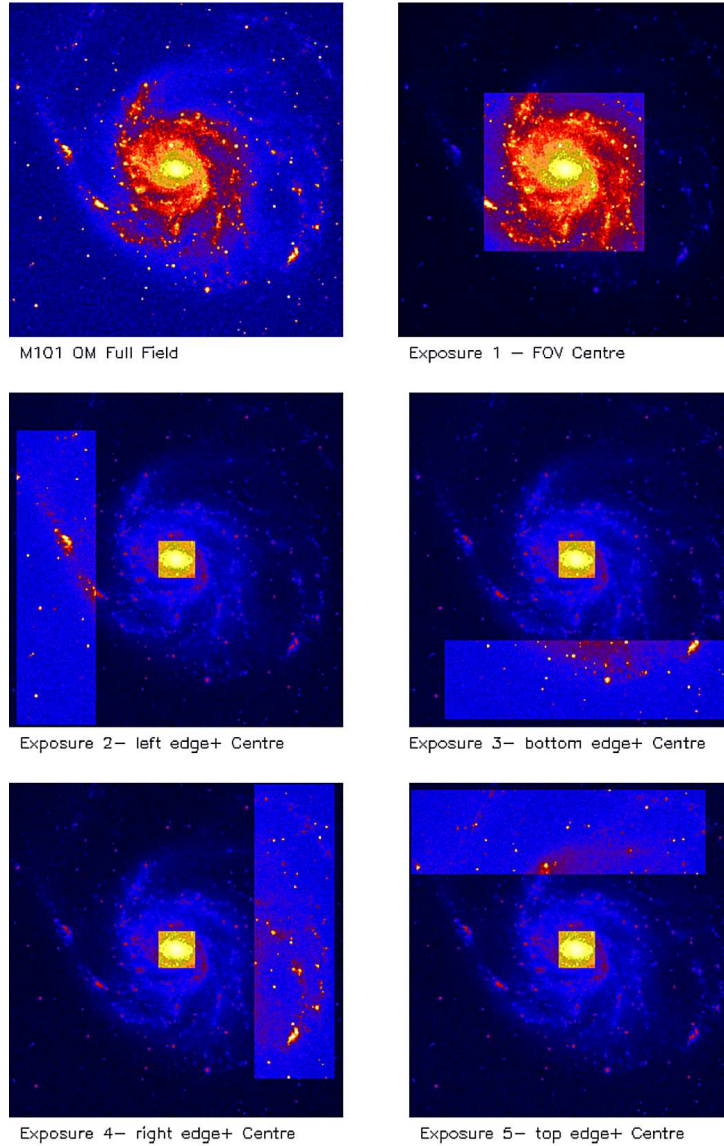 M101 OM Full Field
Exposure 1 – FOV Centre
Exposure 2– left edge+ Centre
Exposure 3– bottom edge+ Centre
Exposure 4– right edge+ Centre
Exposure 5– top edge+ Centre